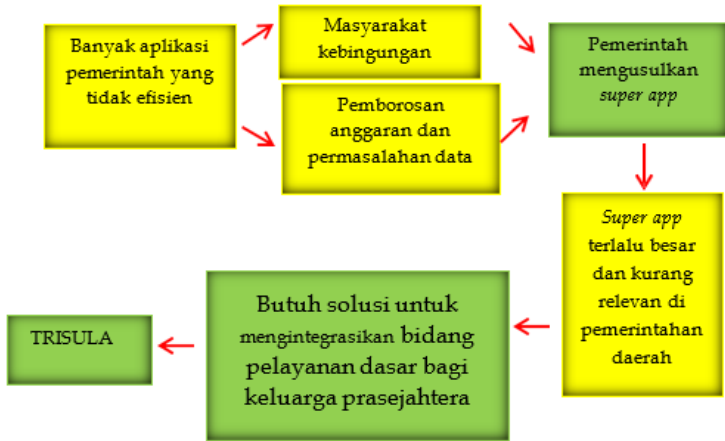 Banyak aplikasi
pemerintah yang
tidak efisien
Masyarakat
kebingungan
Pemborosan
anggaran dan
permasalahan data
Pemerintah
mengusulkan
super app
Super app
terlalu besar
dan kurang
relevan di
pemerintahan
daerah
Butuh solusi untuk
mengintegrasikan bidang
pelayanan dasar bagi
keluarga prasejahtera
TRISULA